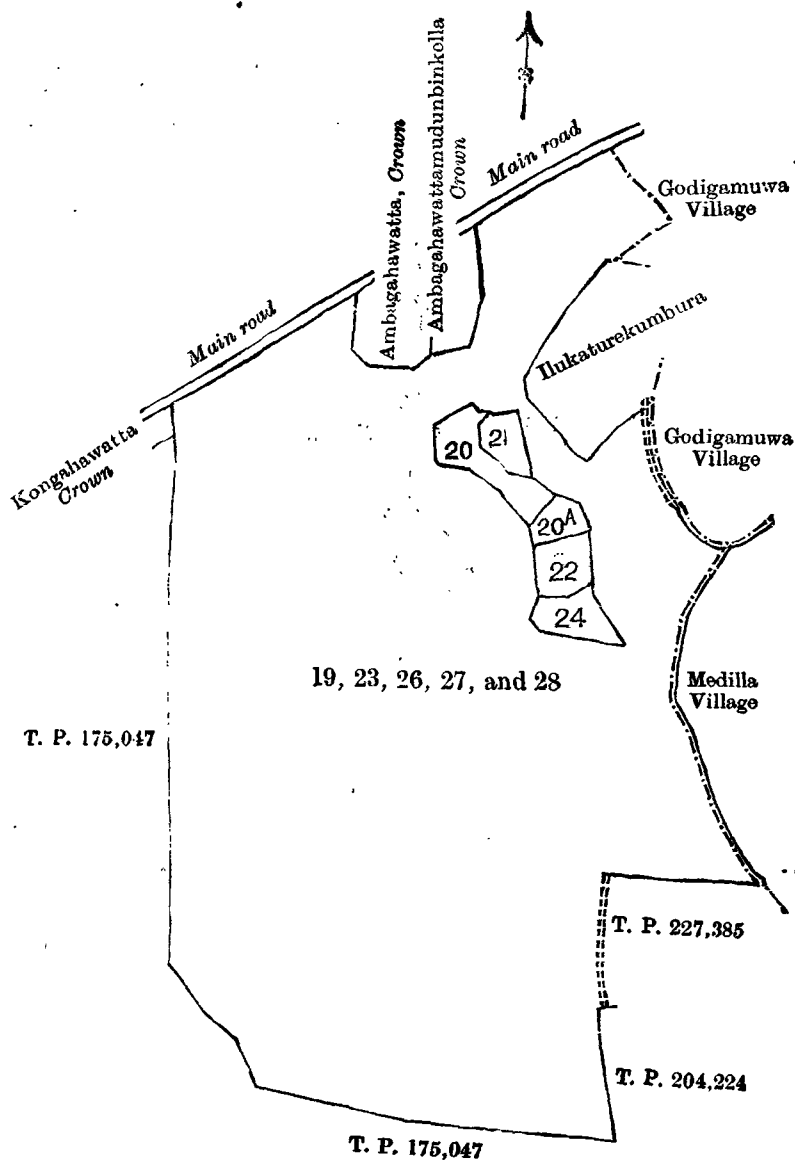 Ambagahawatta, Crown
Ambagahawattamudunbinkolla
Crown
Main road
Godigamuwa
Village
Main road
Ilukaturekumbura
Kongahawatta
Crown
20
21
Godigamuwa
Village
20A
22
24
19, 23, 26, 27, and 28
Medilla
Village
T. P. 175,047
T. P. 227,385
T. P. 204,224
T. P. 175,047